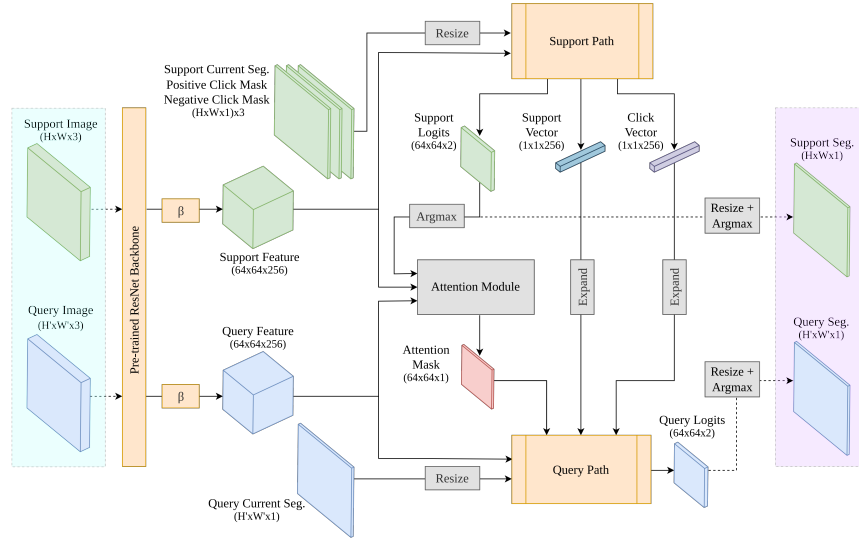 Resize
Support Path
Support Current Seg.
Positive Click Mask
Negative Click Mask
(HxWx1)x3
Support Image
(HxWx3)
Support
Logits
(64x64x2)
Support
Vector
(1x1x256)
Click
Vector
(1x1x256)
Support Seg.
(HxWx1)
Pre-trained ResNet Backbone
β
Argmax
Resize +
Argmax
Support Feature
(64x64x256)
Attention Module
Expand
Expand
Query Image
(H'xW'x3)
Query Feature
(64x64x256)
Attention
Mask
(64x64x1)
Query Seg.
(H'xW'x1)
Resize +
Argmax
β
Query Logits
(64x64x2)
Query Path
Resize
Query Current Seg.
(H'xW'x1)